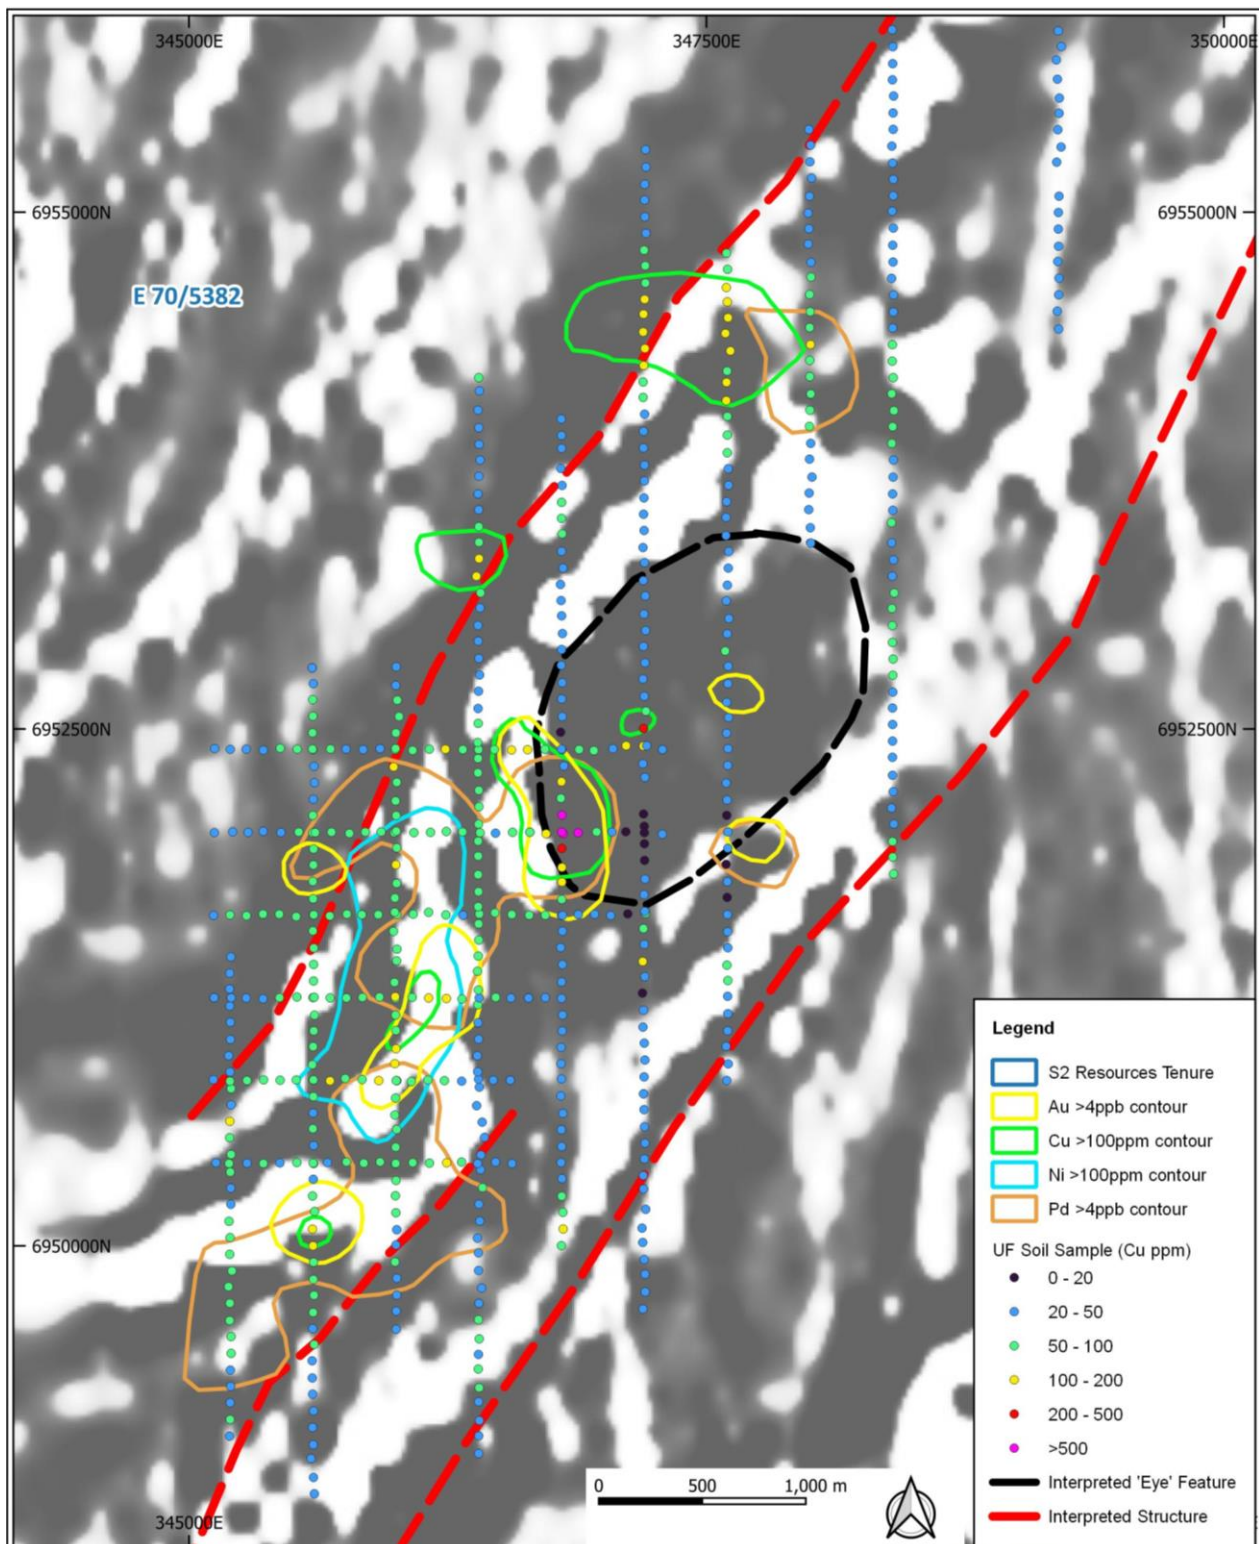 345000E
347500E
350000E
6955000N
6955000N
E 70/5382
6952500N
6952500N
6950000N
345000E
Legend
S2 Resources Tenure
Au >4ppb contour
Cu >100ppm contour
Ni >100ppm contour
Pd >4ppb contour
UF Soil Sample (Cu ppm)
0 - 20
20 - 50
50 - 100
100 - 200
200 - 500
>500
Interpreted 'Eye' Feature
Interpreted Structure
0 500 1,000 m